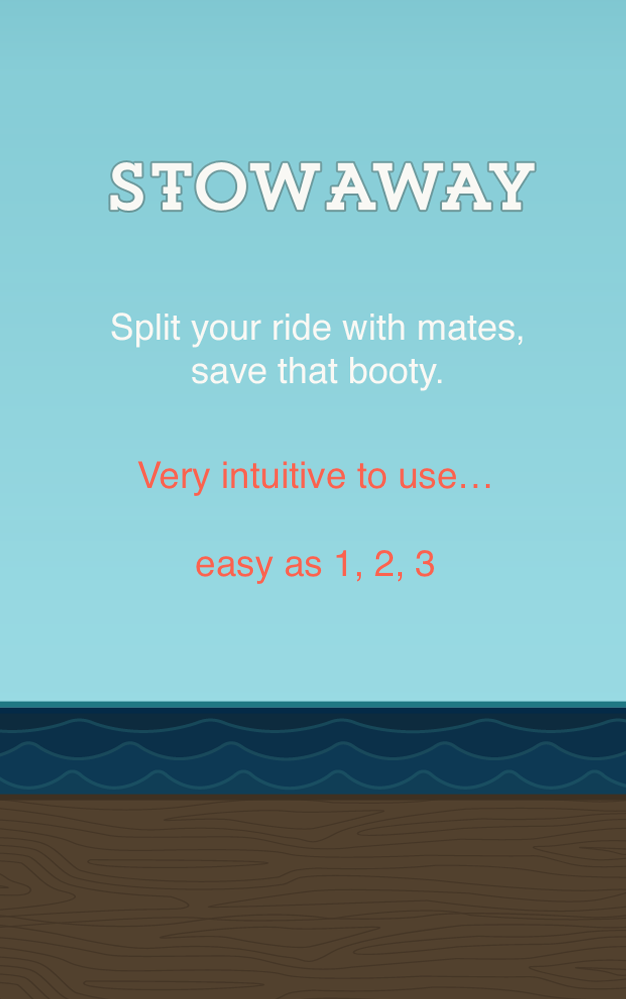 STOWAWAY
Split your ride with mates,
save that booty.
Very intuitive to use...
easy as 1, 2, 3